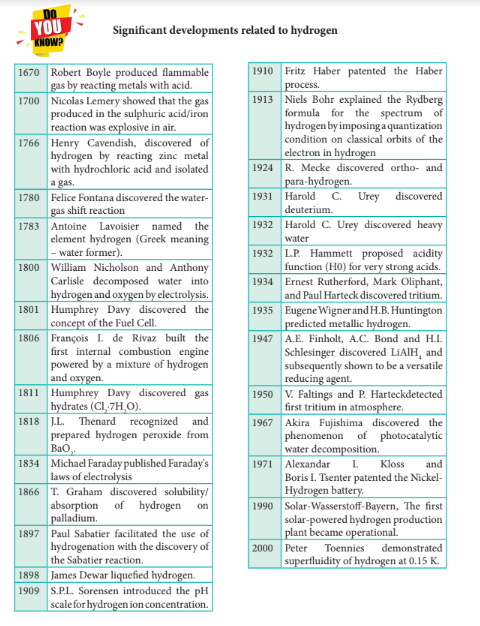 DO
YOU
KNOW?
Significant developments related to hydrogen
1670 Robert Boyle produced flammable
gas by reacting metals with acid.
1700 Nicolas Lemery showed that the gas
produced in the sulphuric acid/iron
reaction was explosive in air.
1766 Henry Cavendish, discovered of
hydrogen by reacting zinc metal
with hydrochloric acid and isolated
a gas.
1780 Felice Fontana discovered the water-
gas shift reaction
1783 Antoine Lavoisier named the
element hydrogen (Greek meaning
– water former).
1800 William Nicholson and Anthony
Carlisle decomposed water into
hydrogen and oxygen by electrolysis.
1801 Humphrey Davy discovered the
concept of the Fuel Cell.
1806 François I. de Rivaz built the
first internal combustion engine
powered by a mixture of hydrogen
and oxygen.
1811 Humphrey Davy discovered gas
hydrates (Cl₂.7H₂O).
1818 J.L. Thenard recognized and
prepared hydrogen peroxide from
BaO₂.
1834 Michael Faraday published Faraday's
laws of electrolysis
1866 T. Graham discovered solubility/
absorption of hydrogen on
palladium.
1897 Paul Sabatier facilitated the use of
hydrogenation with the discovery of
the Sabatier reaction.
1898 James Dewar liquefied hydrogen.
1909 S.P.L. Sorensen introduced the pH
scale for hydrogen ion concentration.
1910 Fritz Haber patented the Haber
process.
1913 Niels Bohr explained the Rydberg
formula for the spectrum of
hydrogen by imposing a quantization
condition on classical orbits of the
electron in hydrogen
1924 R. Mecke discovered ortho- and
para-hydrogen.
1931 Harold C. Urey discovered
deuterium.
1932 Harold C. Urey discovered heavy
water
1932 L.P. Hammett proposed acidity
function (H0) for very strong acids.
1934 Ernest Rutherford, Mark Oliphant,
and Paul Harteck discovered tritium.
1935 Eugene Wigner and H.B. Huntington
predicted metallic hydrogen.
1947 A.E. Finholt, A.C. Bond and H.I.
Schlesinger discovered LiAlH₄ and
subsequently shown to be a versatile
reducing agent.
1950 V. Faltings and P. Harteckdetected
first tritium in atmosphere.
1967 Akira Fujishima discovered the
phenomenon of photocatalytic
water decomposition.
1971 Alexandar I. Kloss and
Boris I. Tsenter patented the Nickel-
Hydrogen battery.
1990 Solar-Wasserstoff-Bayern, The first
solar-powered hydrogen production
plant became operational.
2000 Peter Toennies demonstrated
superfluidity of hydrogen at 0.15 K.